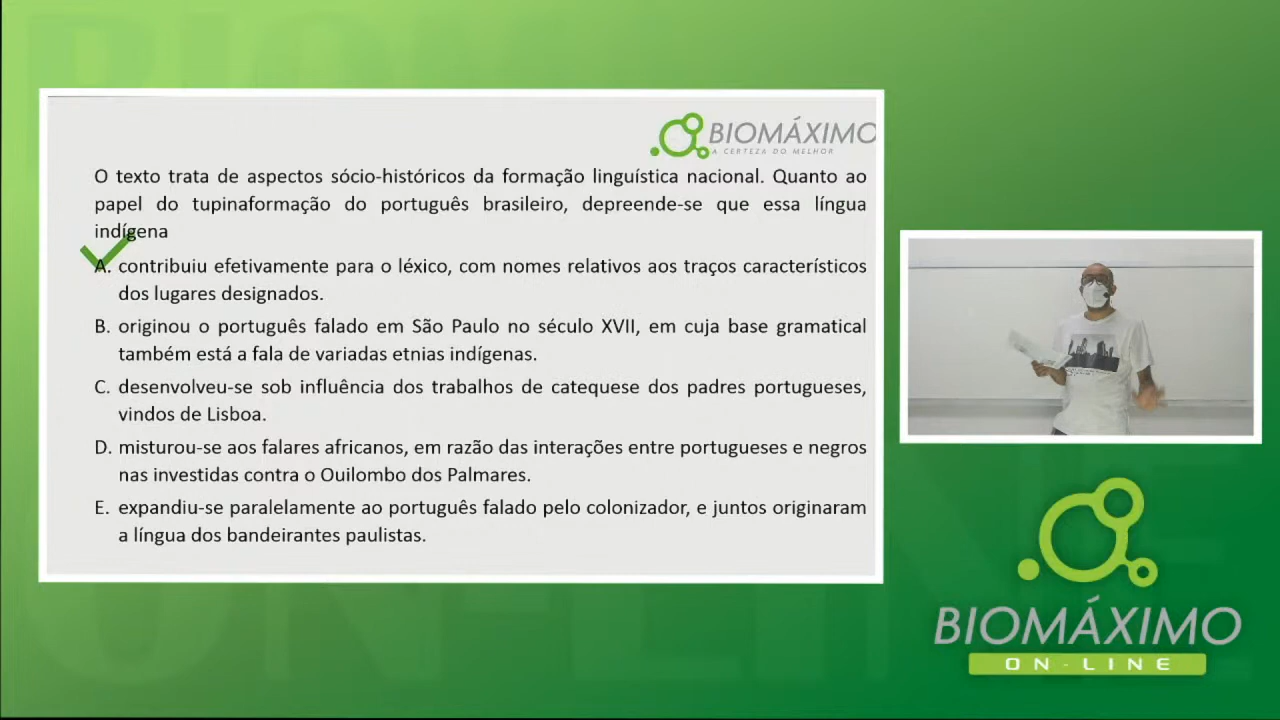 BIOMÁXIMO
A CERTEZA DO MELHOR
O texto trata de aspectos sócio-históricos da formação linguística nacional. Quanto ao
papel do tupinaformação do português brasileiro, depreende-se que essa língua
indígena
A. contribuiu efetivamente para o léxico, com nomes relativos aos traços característicos
dos lugares designados.
B. originou o português falado em São Paulo no século XVII, em cuja base gramatical
também está a fala de variadas etnias indígenas.
C. desenvolveu-se sob influência dos trabalhos de catequese dos padres portugueses,
vindos de Lisboa.
D. misturou-se aos falares africanos, em razão das interações entre portugueses e negros
nas investidas contra o Ouilombo dos Palmares.
E. expandiu-se paralelamente ao português falado pelo colonizador, e juntos originaram
a língua dos bandeirantes paulistas.
BIOMÁXIMO
ON-LINE